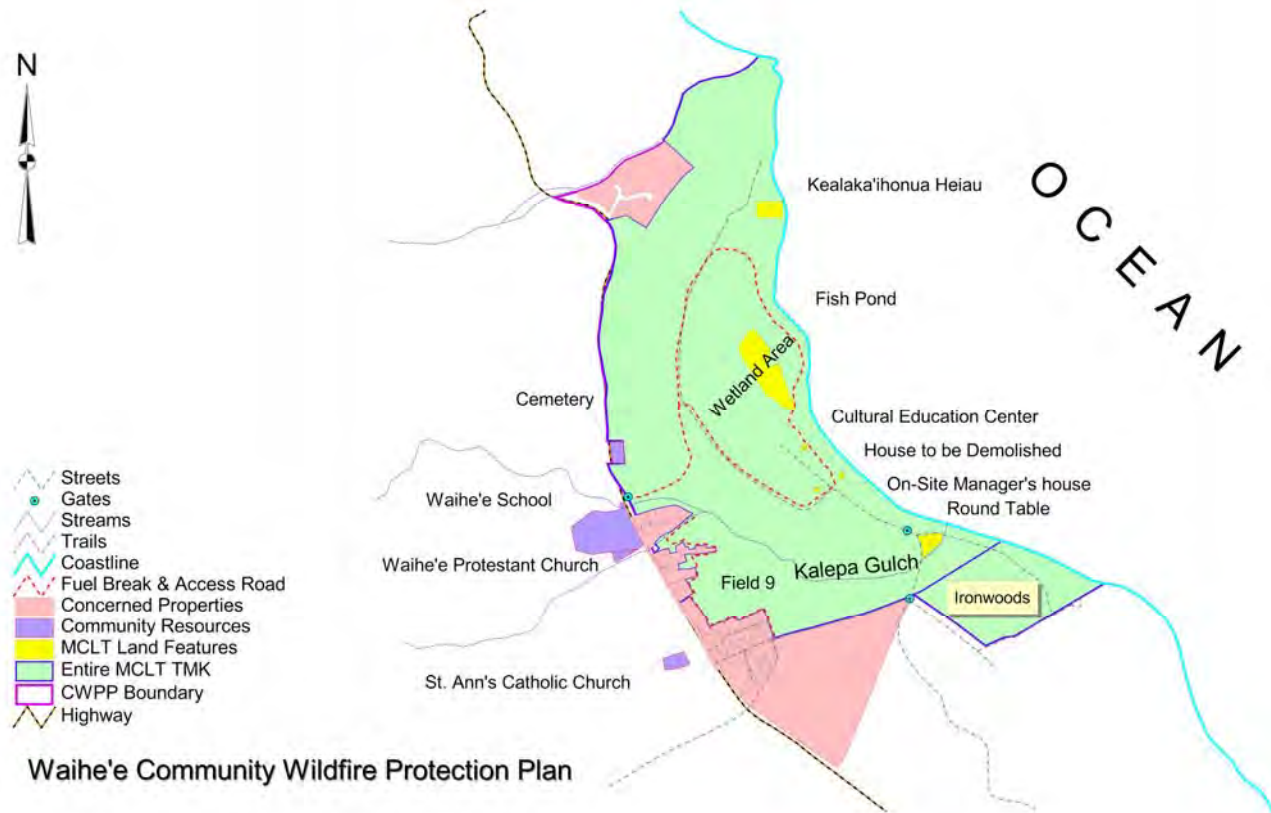 N
OCEAN
Kealaka'ihonua Heiau
Fish Pond
Wetland Area
Cemetery
Cultural Education Center
House to be Demolished
On-Site Manager's house
Round Table
Waihe'e School
Waihe'e Protestant Church
Field 9
Kalepa Gulch
Ironwoods
St. Ann's Catholic Church
Streets
Gates
Streams
Trails
Coastline
Fuel Break & Access Road
Concerned Properties
Community Resources
MCLT Land Features
Entire MCLT TMK
CWPP Boundary
Highway
Waihe'e Community Wildfire Protection Plan